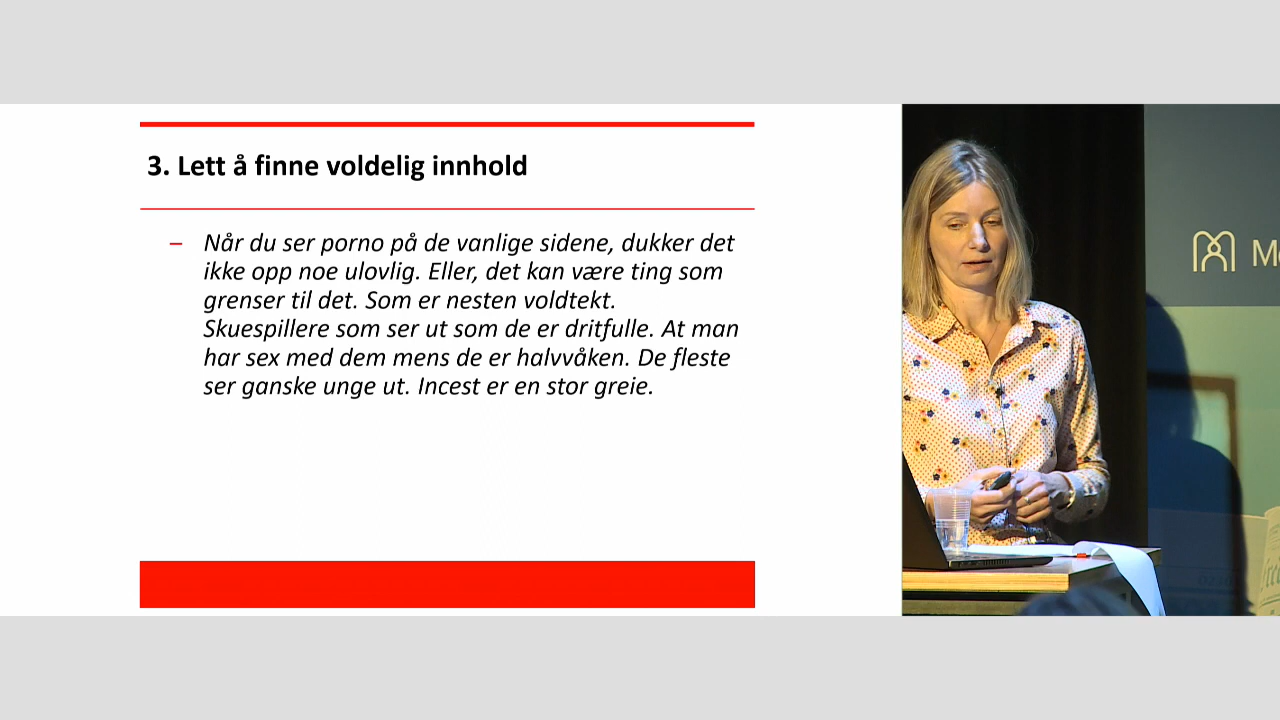 3. Lett å finne voldelig innhold
– Når du ser porno på de vanlige sidene, dukker det
ikke opp noe ulovlig. Eller, det kan være ting som
grenser til det. Som er nesten voldtekt.
Skuespillere som ser ut som de er dritfulle. At man
har sex med dem mens de er halvvåken. De fleste
ser ganske unge ut. Incest er en stor greie.